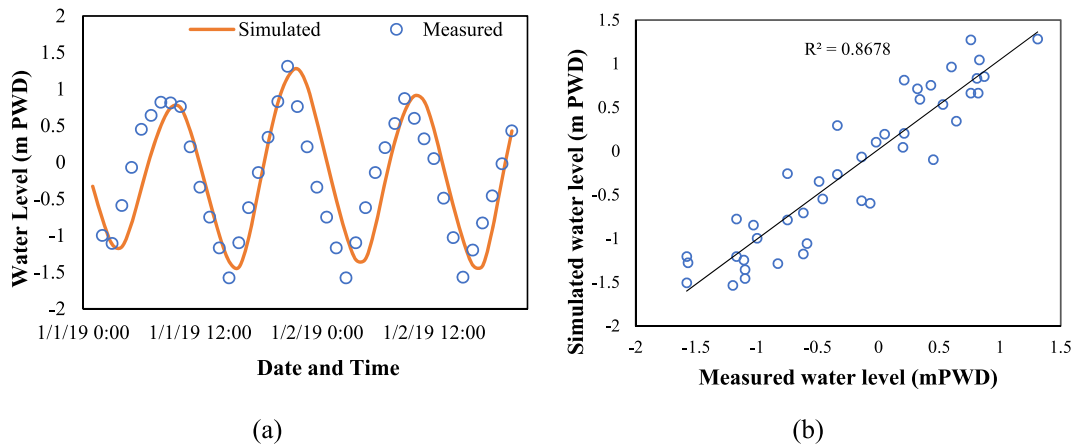 Simulated Measured
Water Level (m PWD)
2
1.5
1
0.5
0
-0.5
-1
-1.5
-2
1/1/19 0:00 1/1/19 12:00 1/2/19 0:00 1/2/19 12:00
Date and Time
(a)
R² = 0.8678
Simulated water level (m PWD)
1.5
1
0.5
0
-0.5
-1
-1.5
-2
-2 -1.5 -1 -0.5 0 0.5 1 1.5
Measured water level (mPWD)
(b)